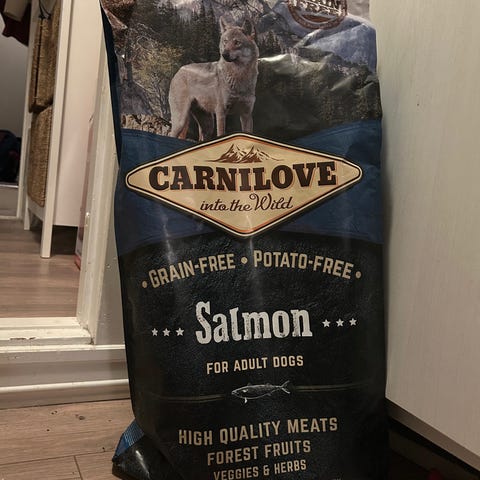 CARNILOVE
into the Wild
• GRAIN-FREE • POTATO-FREE •
Salmon
FOR ADULT DOGS
HIGH QUALITY MEATS
FOREST FRUITS
VEGGIES & HERBS